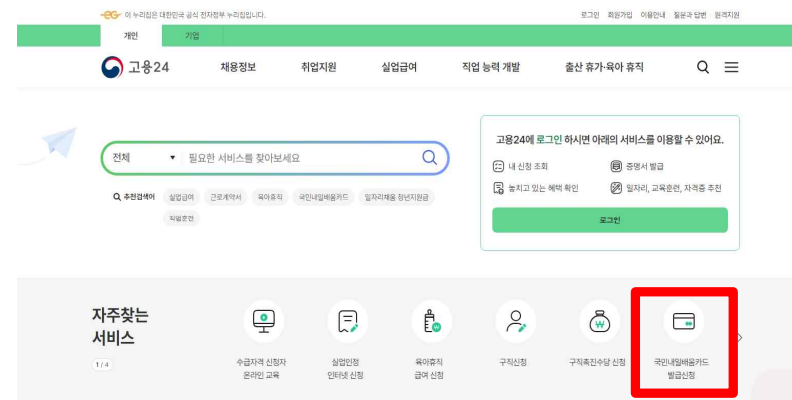 이 누리집은 대한민국 공식 전자정부 누리집입니다.
로그인 회원가입 이용안내 질문과 답변 원격지원
개인 기업
고용24 채용정보 취업지원 실업급여 직업 능력 개발 출산 휴가·육아 휴직
고용24에 로그인 하시면 아래의 서비스를 이용할 수 있어요.
전체 필요한 서비스를 찾아보세요
내 신청 조회 증명서 발급
놓치고 있는 혜택 확인 일자리, 교육훈련, 자격증 추천
추천검색어 실업급여 근로계약서 육아휴직 국민내일배움카드 일자리채움 청년지원금
직업훈련
로그인
자주찾는
서비스
1 / 4
수급자격 신청자
온라인 교육
실업인정
인터넷 신청
육아휴직
급여 신청
구직신청
구직촉진수당 신청
국민내일배움카드
발급신청